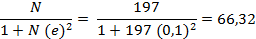 N / 1 + N (e)² = 197 / 1 + 197 (0,1)² = 66,32